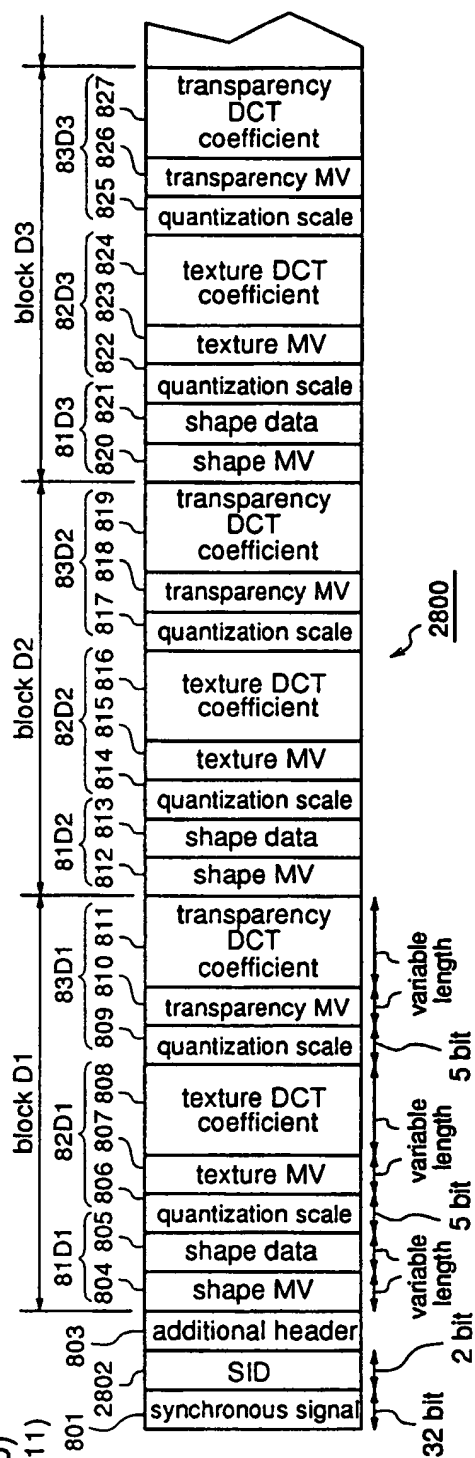 11)
block D1
block D2
block D3
81D1
82D1
83D1
81D2
82D2
83D2
81D3
82D3
83D3
801
2802
803
804
805
806
807
808
809
810
811
812
813
814
815
816
817
818
819
820
821
822
823
824
825
826
827
synchronous signal
SID
additional header
shape MV
shape data
quantization scale
texture MV
texture DCT
coefficient
quantization scale
transparency MV
transparency
DCT
coefficient
shape MV
shape data
quantization scale
texture MV
texture DCT
coefficient
quantization scale
transparency MV
transparency
DCT
coefficient
shape MV
shape data
quantization scale
texture MV
texture DCT
coefficient
quantization scale
transparency MV
transparency
DCT
coefficient
32 bit
2 bit
variable
length
5 bit
variable
length
5 bit
variable
length
2800